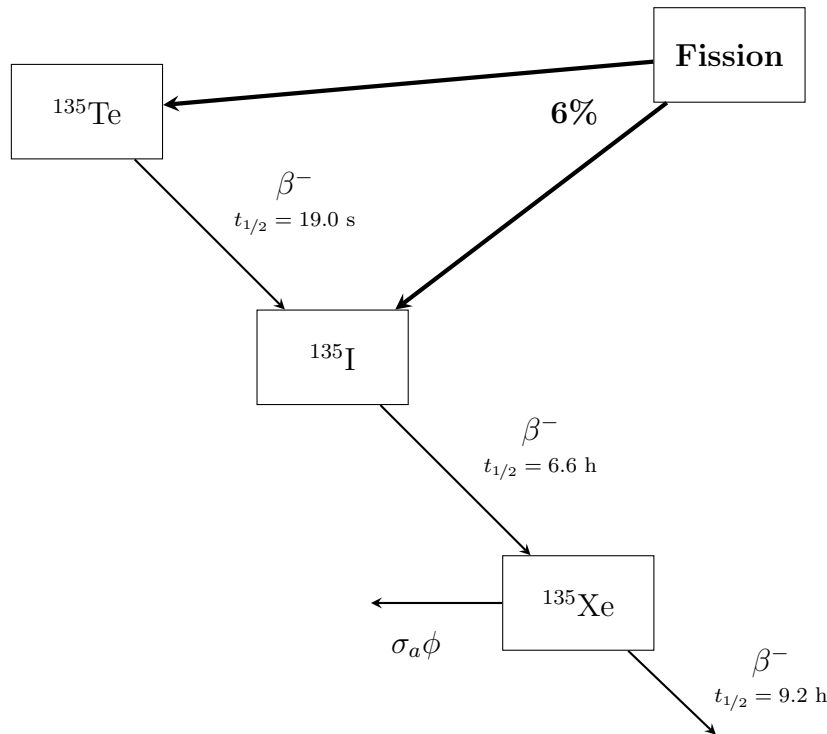 Fission
¹³⁵Te
6%
β⁻
t₁/₂ = 19.0 s
¹³⁵I
β⁻
t₁/₂ = 6.6 h
¹³⁵Xe
σₐϕ
β⁻
t₁/₂ = 9.2 h